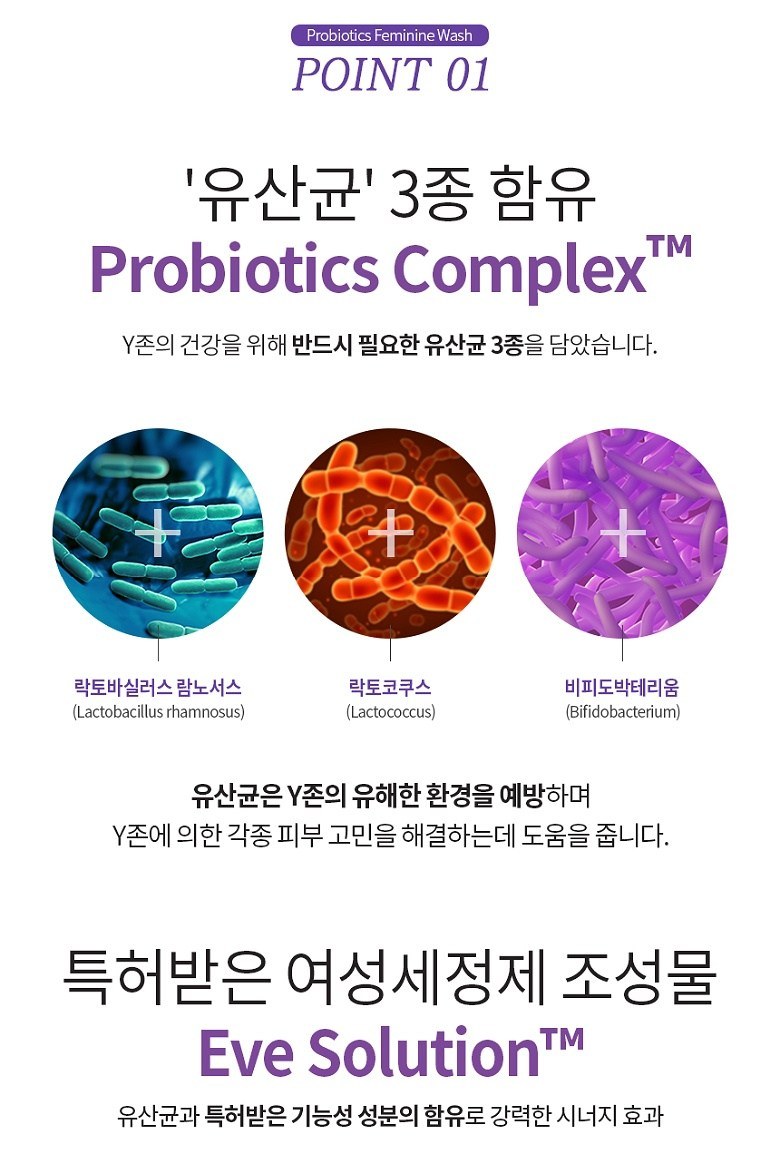 Probiotics Feminine Wash
POINT 01
'유산균' 3종 함유
Probiotics Complex™
Y존의 건강을 위해 반드시 필요한 유산균 3종을 담았습니다.
락토바실러스 람노서스
(Lactobacillus rhamnosus)
락토코쿠스
(Lactococcus)
비피도박테리움
(Bifidobacterium)
유산균은 Y존의 유해한 환경을 예방하며
Y존에 의한 각종 피부 고민을 해결하는데 도움을 줍니다.
특허받은 여성세정제 조성물
Eve Solution™
유산균과 특허받은 기능성 성분의 함유로 강력한 시너지 효과